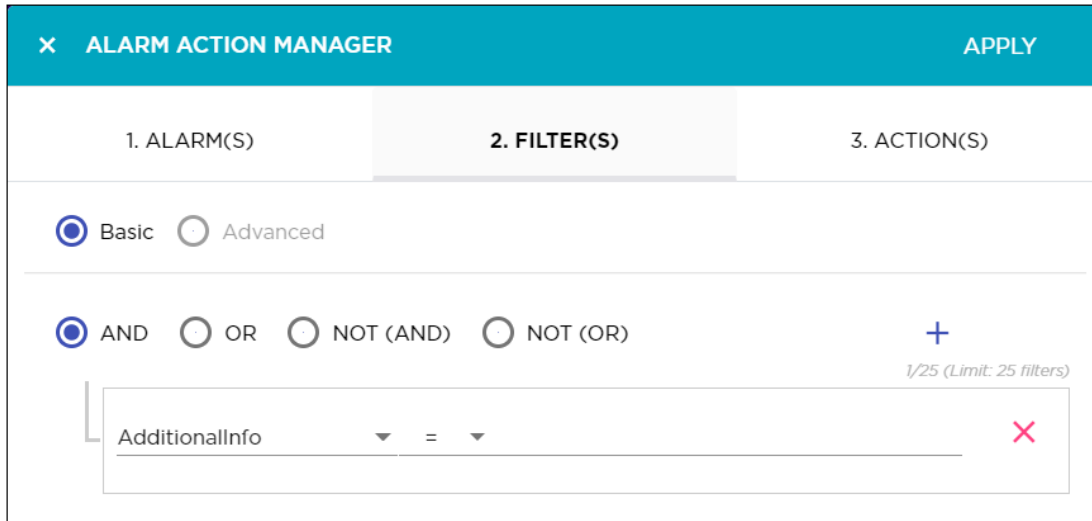 × ALARM ACTION MANAGER APPLY
1. ALARM(S) 2. FILTER(S) 3. ACTION(S)
Basic Advanced
AND OR NOT (AND) NOT (OR) +
1/25 (Limit: 25 filters)
AdditionalInfo =